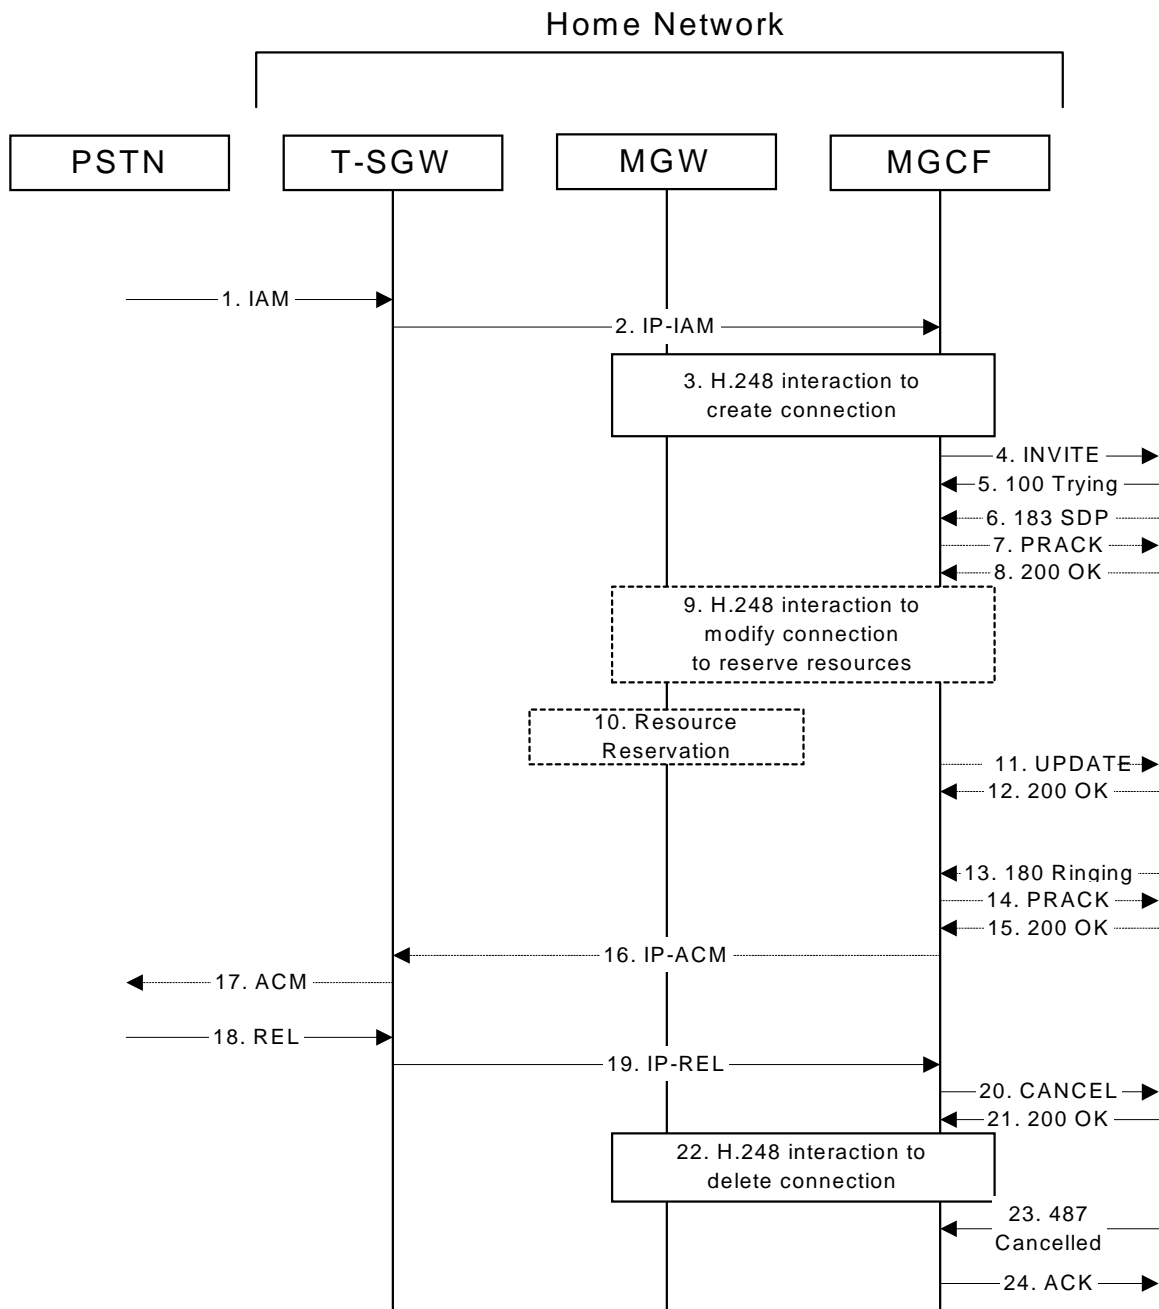 Home Network
PSTN
T-SGW
MGW
MGCF
1. IAM
2. IP-IAM
3. H.248 interaction to
create connection
4. INVITE
5. 100 Trying
6. 183 SDP
7. PRACK
8. 200 OK
9. H.248 interaction to
modify connection
to reserve resources
10. Resource
Reservation
11. UPDATE
12. 200 OK
13. 180 Ringing
14. PRACK
15. 200 OK
16. IP-ACM
17. ACM
18. REL
19. IP-REL
20. CANCEL
21. 200 OK
22. H.248 interaction to
delete connection
23. 487
Cancelled
24. ACK